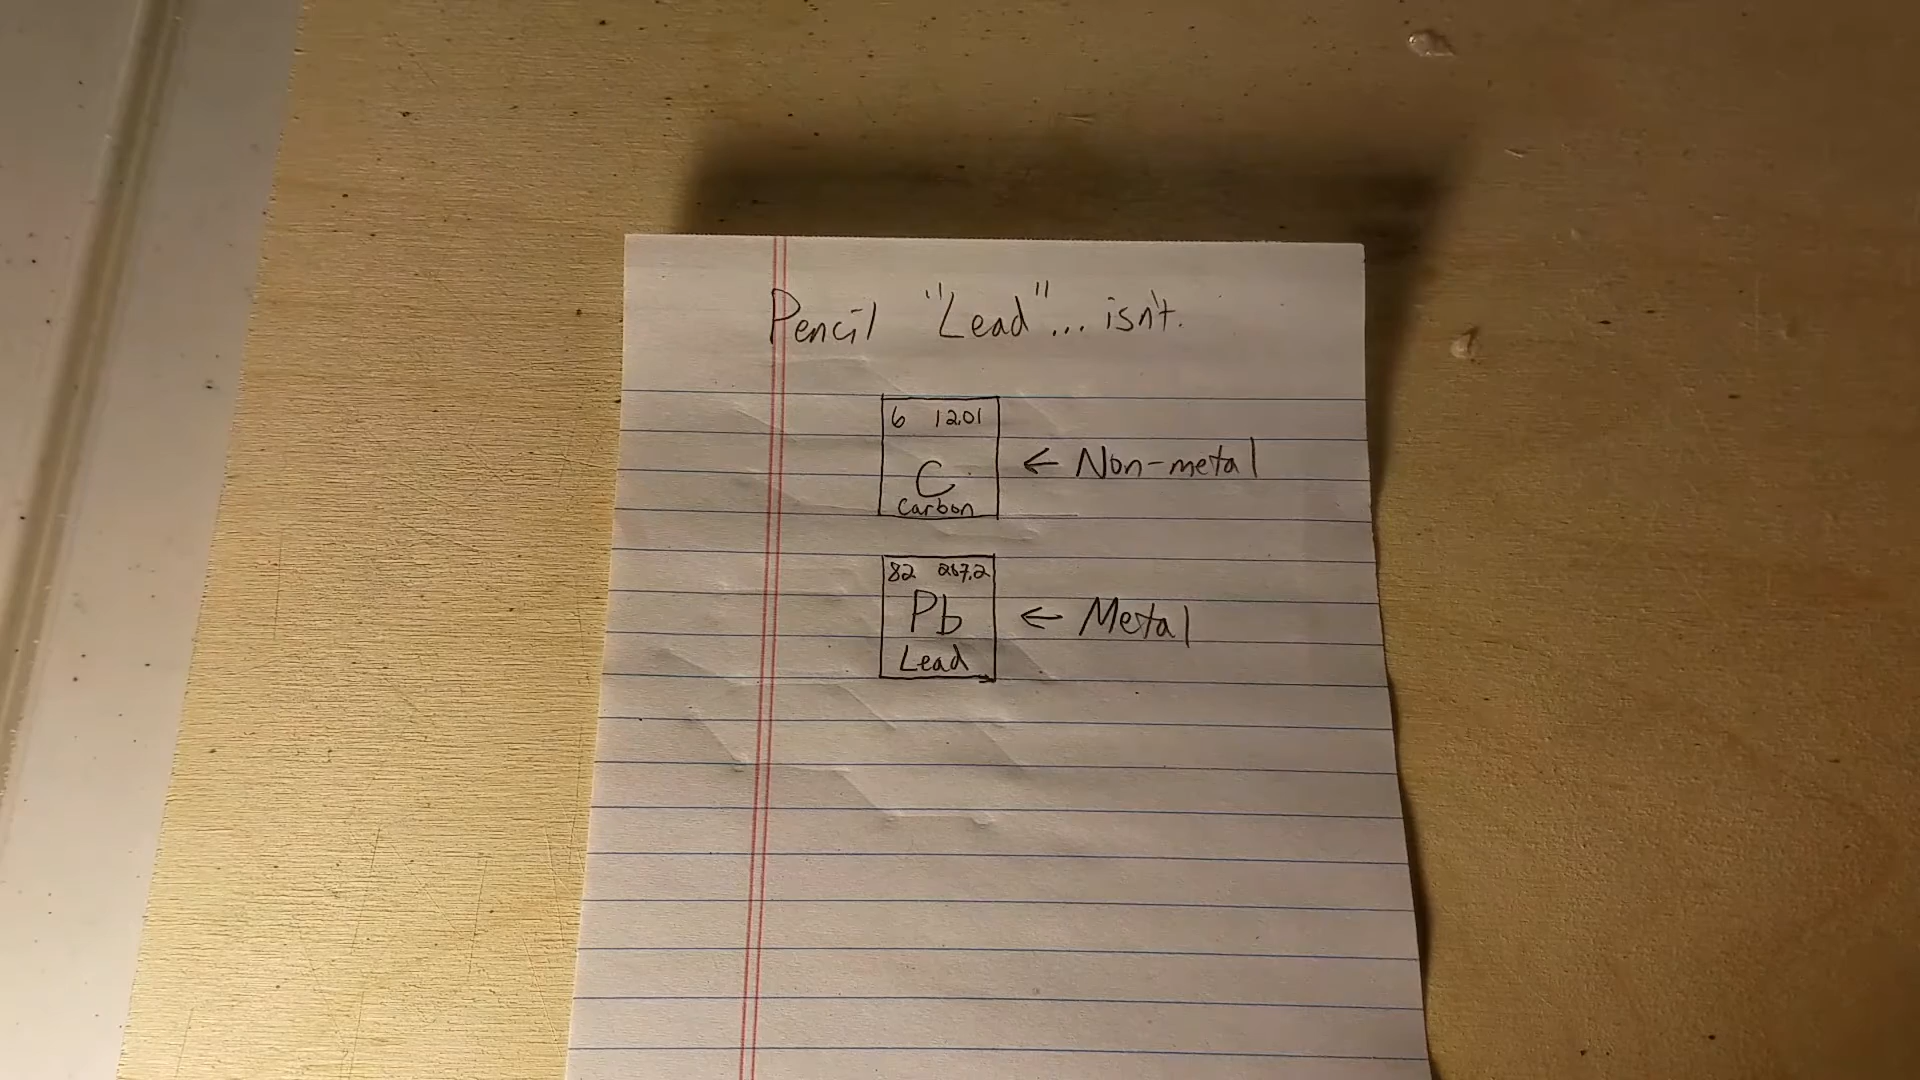 Pencil "Lead"... isn't.
6 12.01
C
Carbon
← Non-metal
82 207.2
Pb
Lead
← Metal